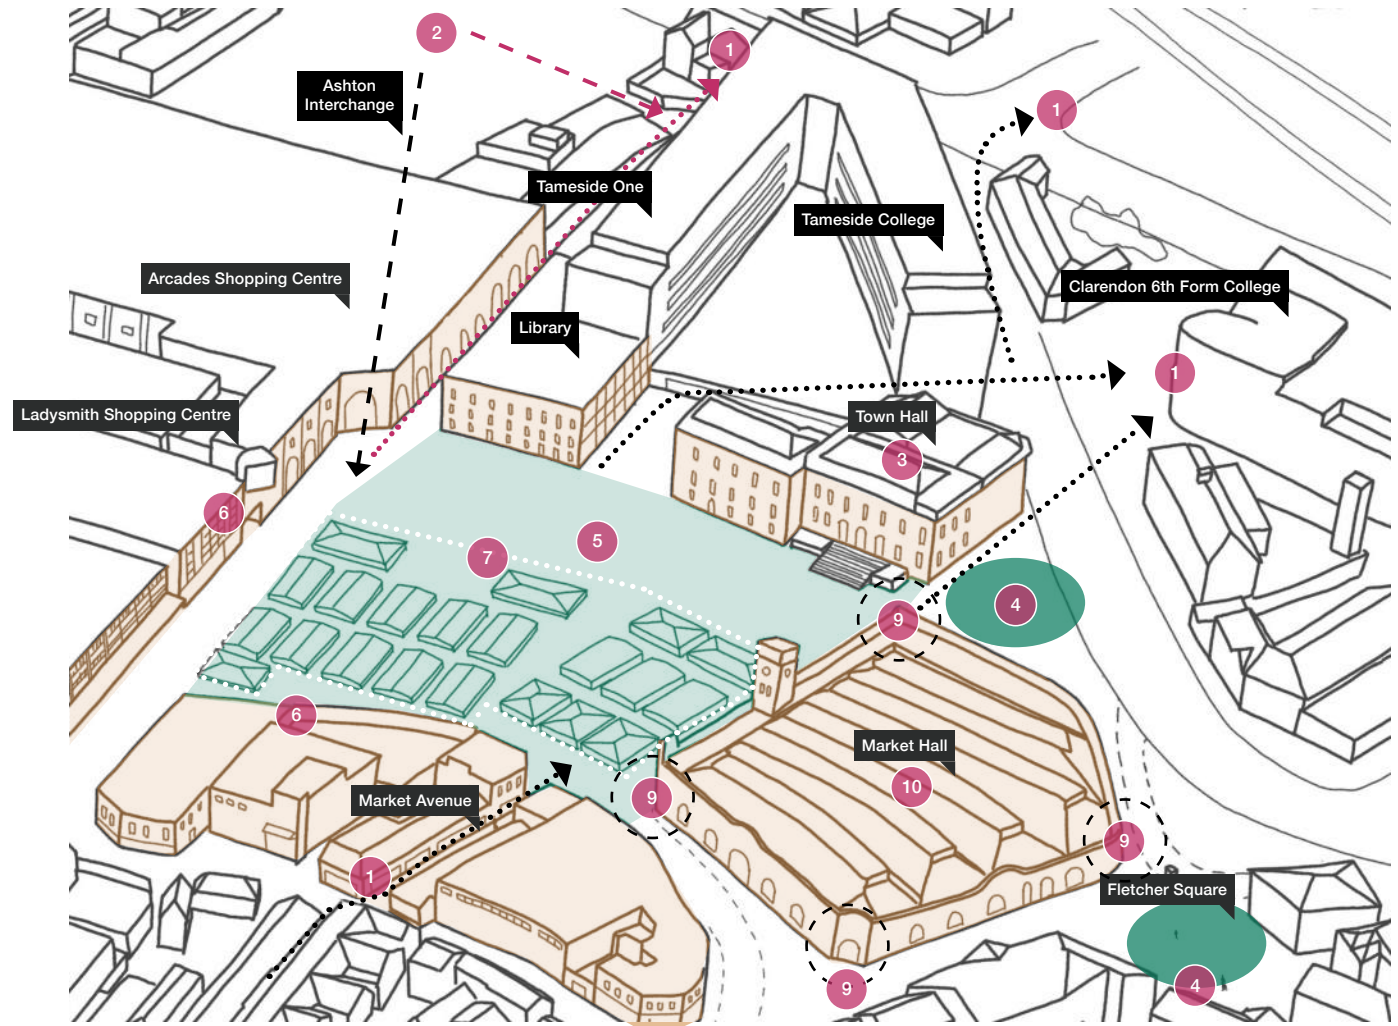 2
1
Ashton
Interchange
1
Tameside One
Tameside College
Arcades Shopping Centre
Clarendon 6th Form College
Library
1
Ladysmith Shopping Centre
Town Hall
3
6
5
7
4
9
6
Market Hall
10
9
Market Avenue
9
1
Fletcher Square
4
9